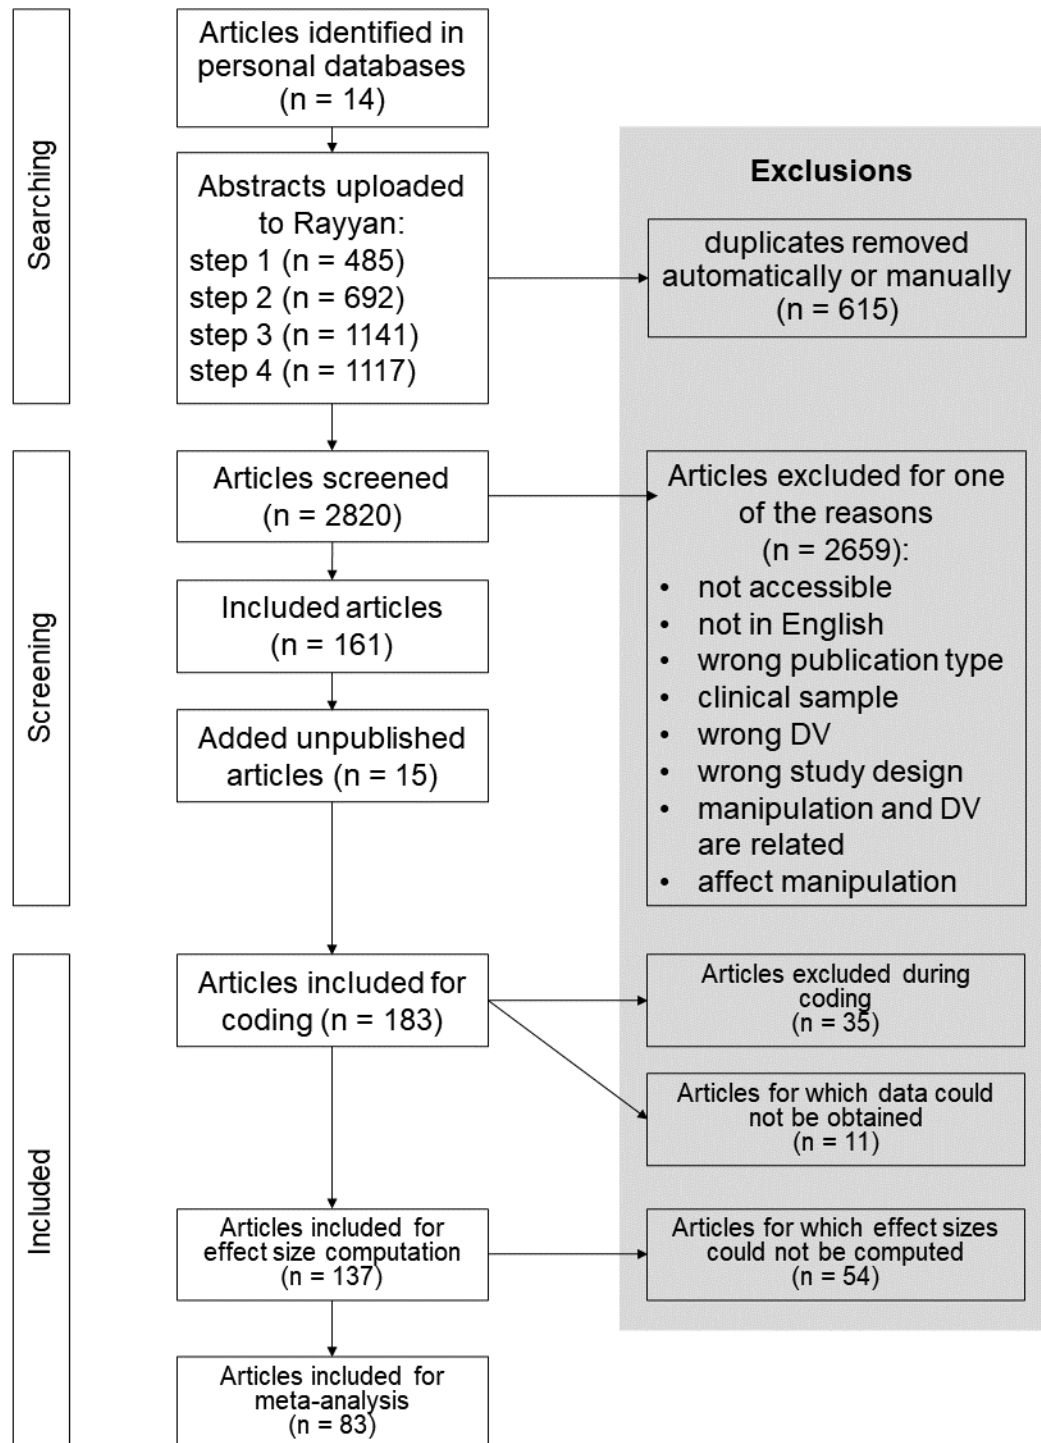 Searching
Articles identified in
personal databases
(n = 14)
Abstracts uploaded
to Rayyan:
step 1 (n = 485)
step 2 (n = 692)
step 3 (n = 1141)
step 4 (n = 1117)
Exclusions
duplicates removed
automatically or manually
(n = 615)
Screening
Articles screened
(n = 2820)
Articles excluded for one
of the reasons
(n = 2659):
• not accessible
• not in English
• wrong publication type
• clinical sample
• wrong DV
• wrong study design
• manipulation and DV
are related
• affect manipulation
Included articles
(n = 161)
Added unpublished
articles (n = 15)
Included
Articles included for
coding (n = 183)
Articles excluded during
coding
(n = 35)
Articles for which data could
not be obtained
(n = 11)
Articles included for
effect size computation
(n = 137)
Articles for which effect sizes
could not be computed
(n = 54)
Articles included for
meta-analysis
(n = 83)